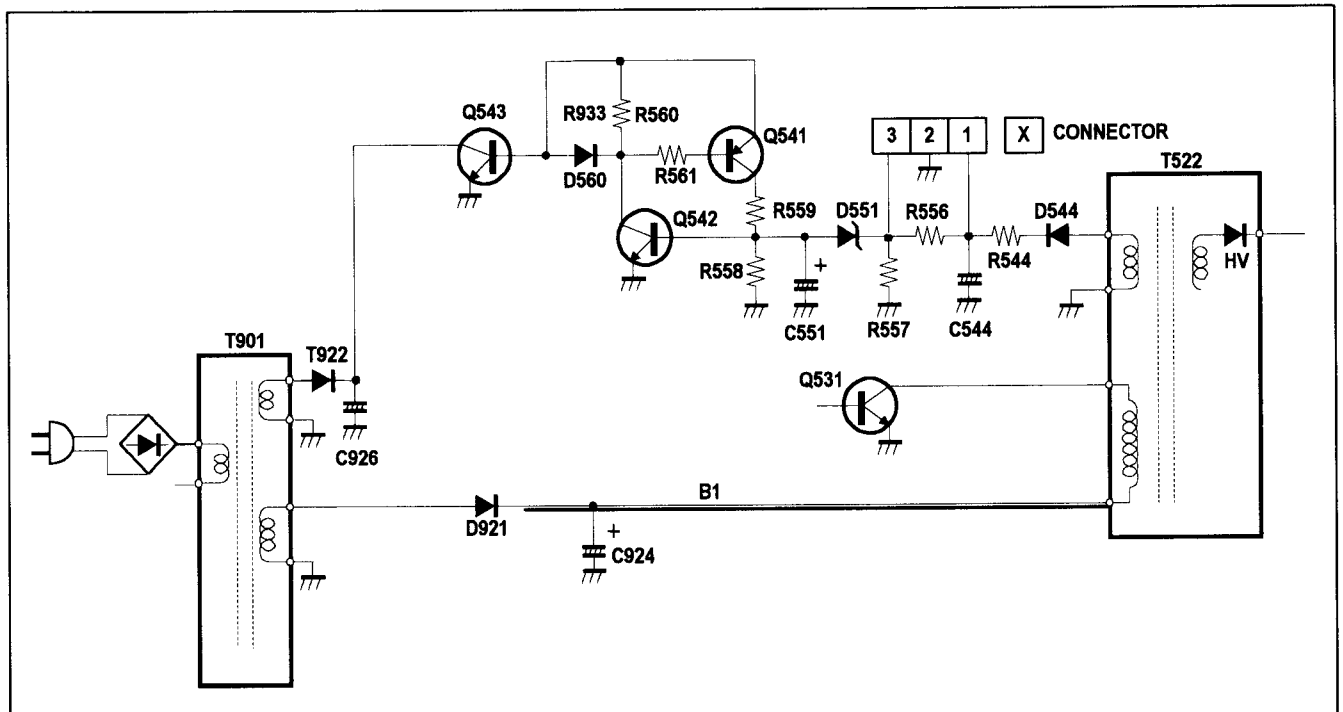 Q543
R933
R560
Q541
3 2 1
X CONNECTOR
T522
D560
R561
Q542
R559
D551
R556
D544
R558
R544
HV
+
C551
R557
C544
T901
T922
Q531
C926
B1
D921
+
C924